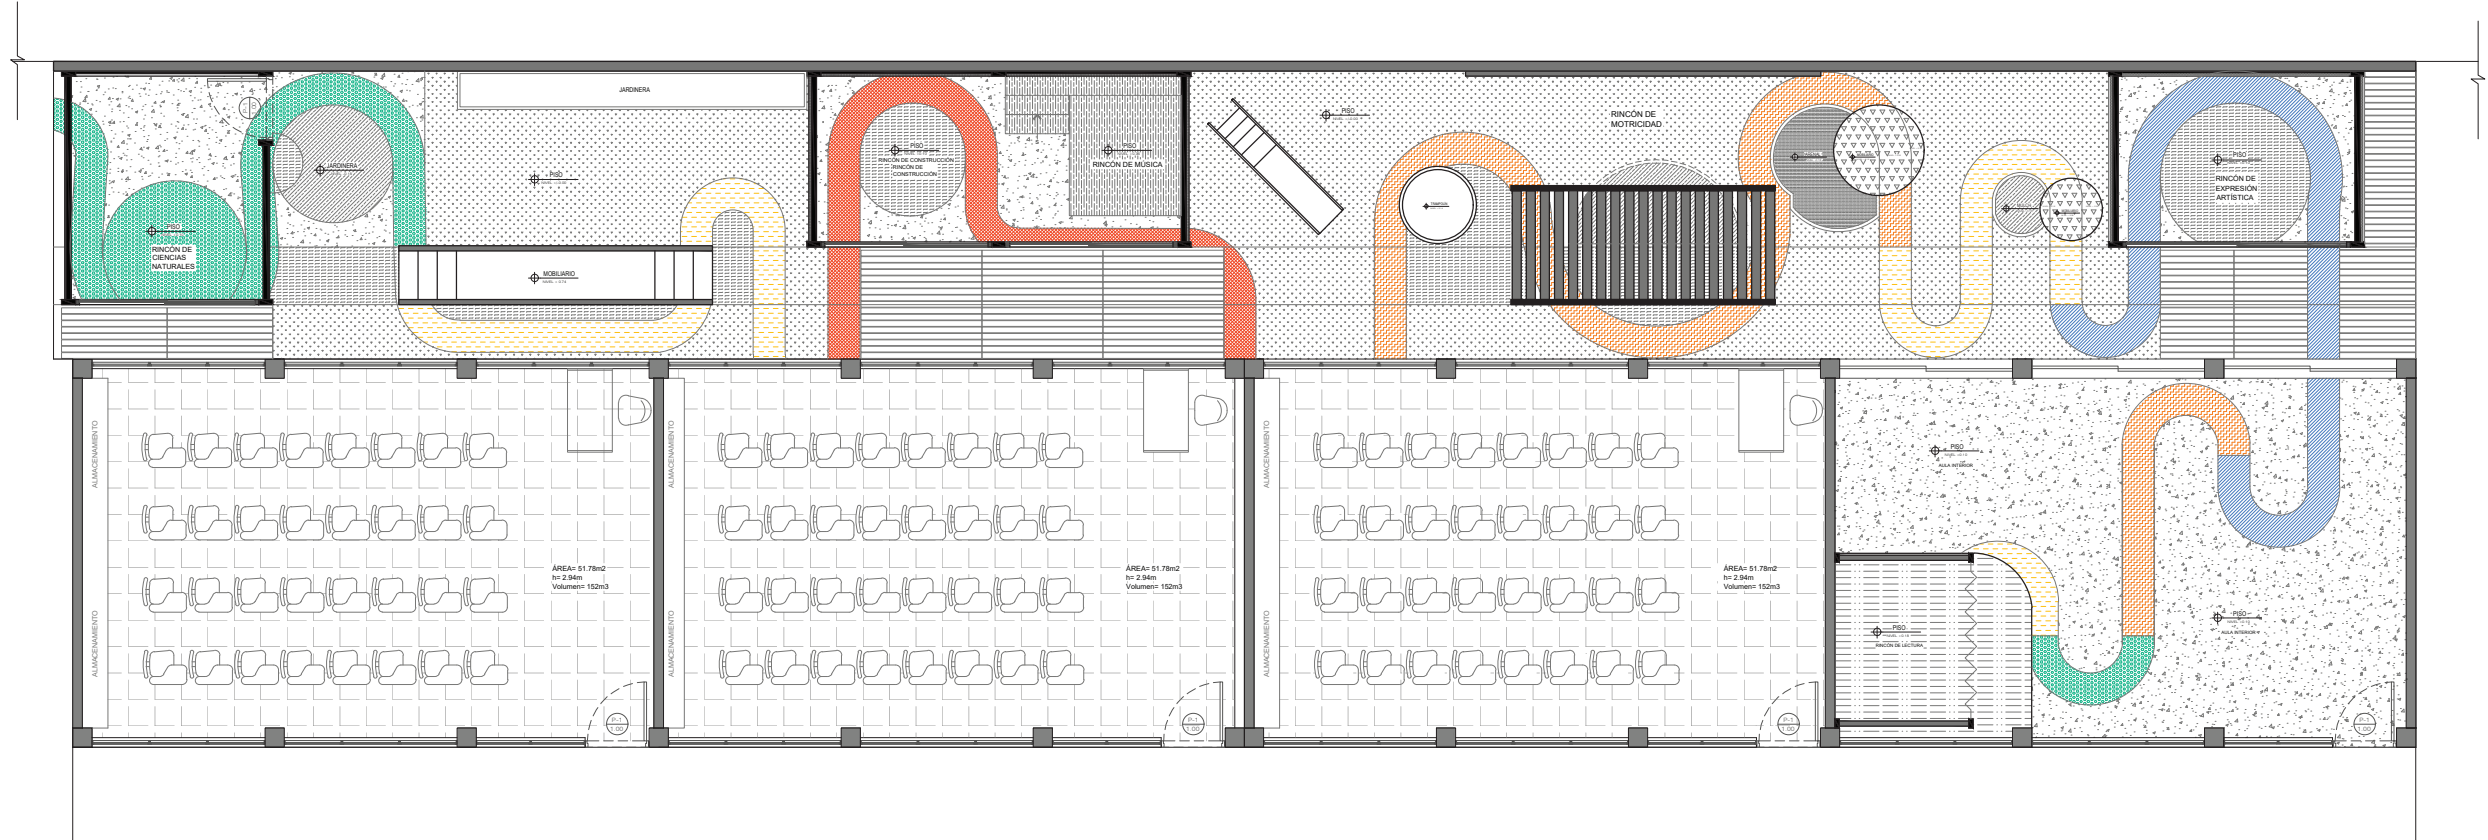 JARDINERA
PISO
RINCÓN DE
CIENCIAS
NATURALES
JARDINERA
PISO
MOBILIARIO
PISO
RINCÓN DE CONSTRUCCIÓN
RINCÓN DE
CONSTRUCCIÓN
PISO
RINCÓN DE MÚSICA
PISO
RINCÓN DE
MOTRICIDAD
PISO
RINCÓN DE
EXPRESIÓN
ARTÍSTICA
ALMACENAMIENTO
ALMACENAMIENTO
ÁREA= 51.78m2
h= 2.94m
Volumen= 152m3
P-1
1.00
ALMACENAMIENTO
ALMACENAMIENTO
ÁREA= 51.78m2
h= 2.94m
Volumen= 152m3
P-1
1.00
ALMACENAMIENTO
ALMACENAMIENTO
ÁREA= 51.78m2
h= 2.94m
Volumen= 152m3
P-1
1.00
PISO
AULA INTERIOR
PISO
RINCÓN DE LECTURA
PISO
AULA INTERIOR
P-1
1.00